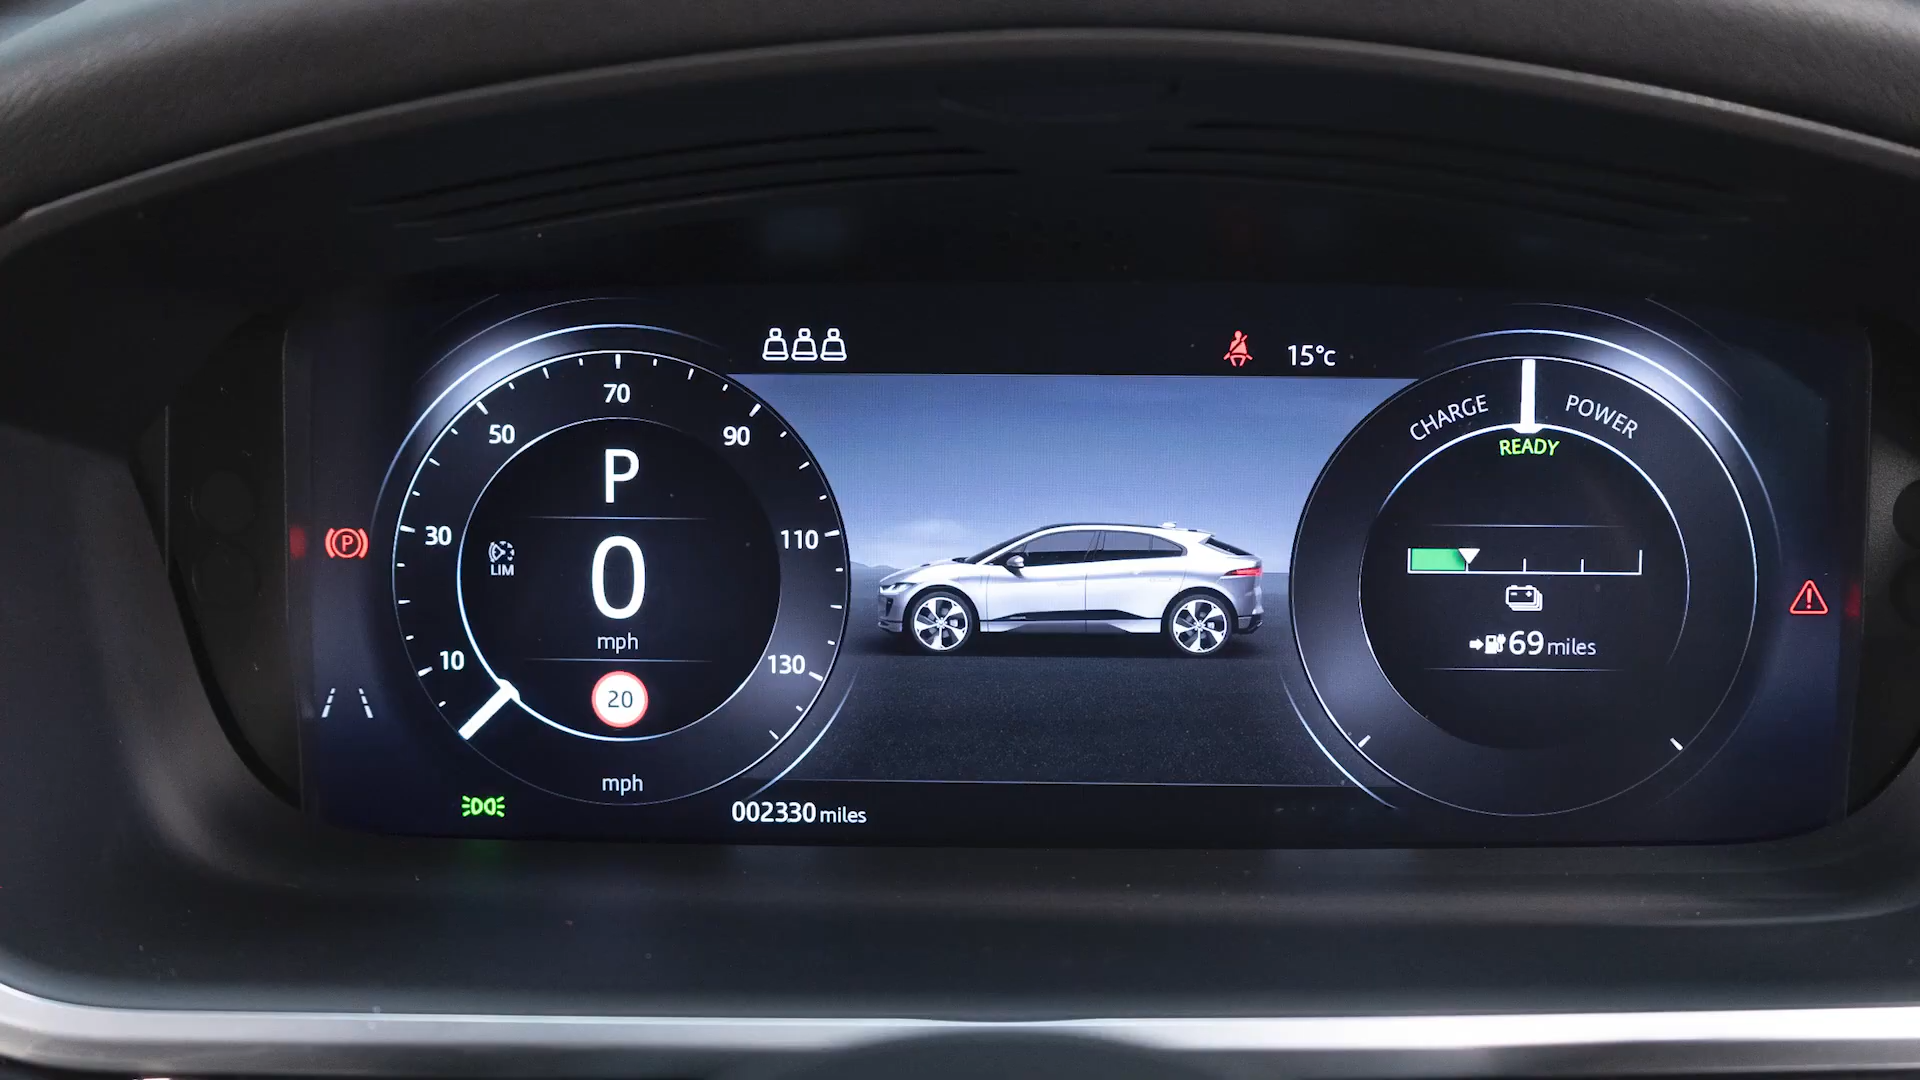 15°c
70
50
90
30
110
10
130
P
LIM
0
mph
20
mph
002330 miles
CHARGE
POWER
READY
69 miles
P